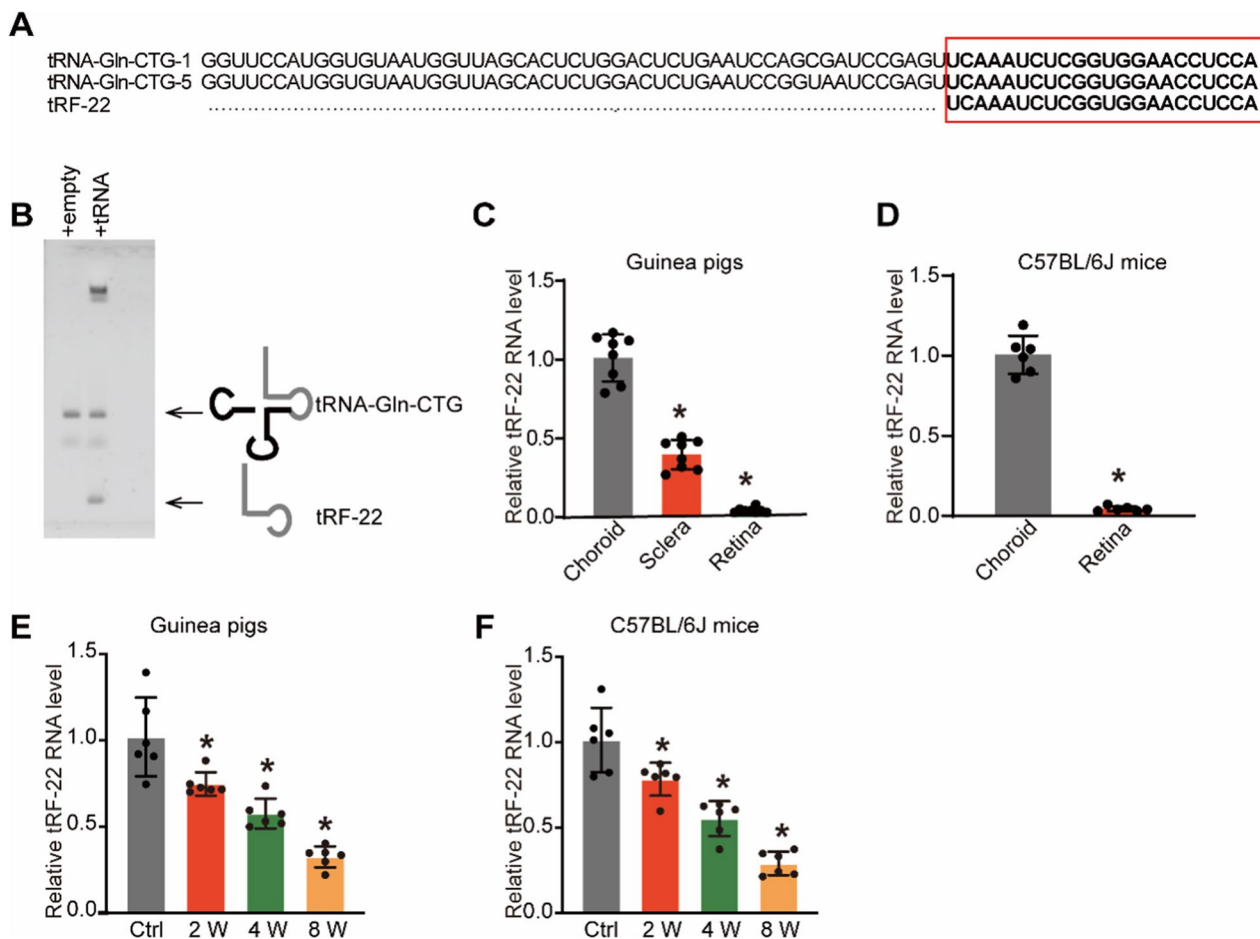 A
tRNA-Gln-CTG-1 GGUUCCAUGGUGUAAUGGUUAGCACUCUGGACUCUGAAUCCAGCGAUCCGAGUUCAAAUCUCGGUGGAACCUCCA
tRNA-Gln-CTG-5 GGUUCCAUGGUGUAAUGGUUAGCACUCUGGACUCUGAAUCCGGUAAUCCGAGUUCAAAUCUCGGUGGAACCUCCA
tRF-22 UCAAAUCUCGGUGGAACCUCCA
B
+empty
+tRNA
tRNA-Gln-CTG
tRF-22
C
Guinea pigs
Relative tRF-22 RNA level
1.5
1.0
0.5
0.0
*
*
Choroid
Sclera
Retina
D
C57BL/6J mice
Relative tRF-22 RNA level
1.5
1.0
0.5
0.0
*
Choroid
Retina
E
Guinea pigs
Relative tRF-22 RNA level
1.5
1.0
0.5
0.0
*
*
*
Ctrl 2 W 4 W 8 W
F
C57BL/6J mice
Relative tRF-22 RNA level
1.5
1.0
0.5
0.0
*
*
*
Ctrl 2 W 4 W 8 W